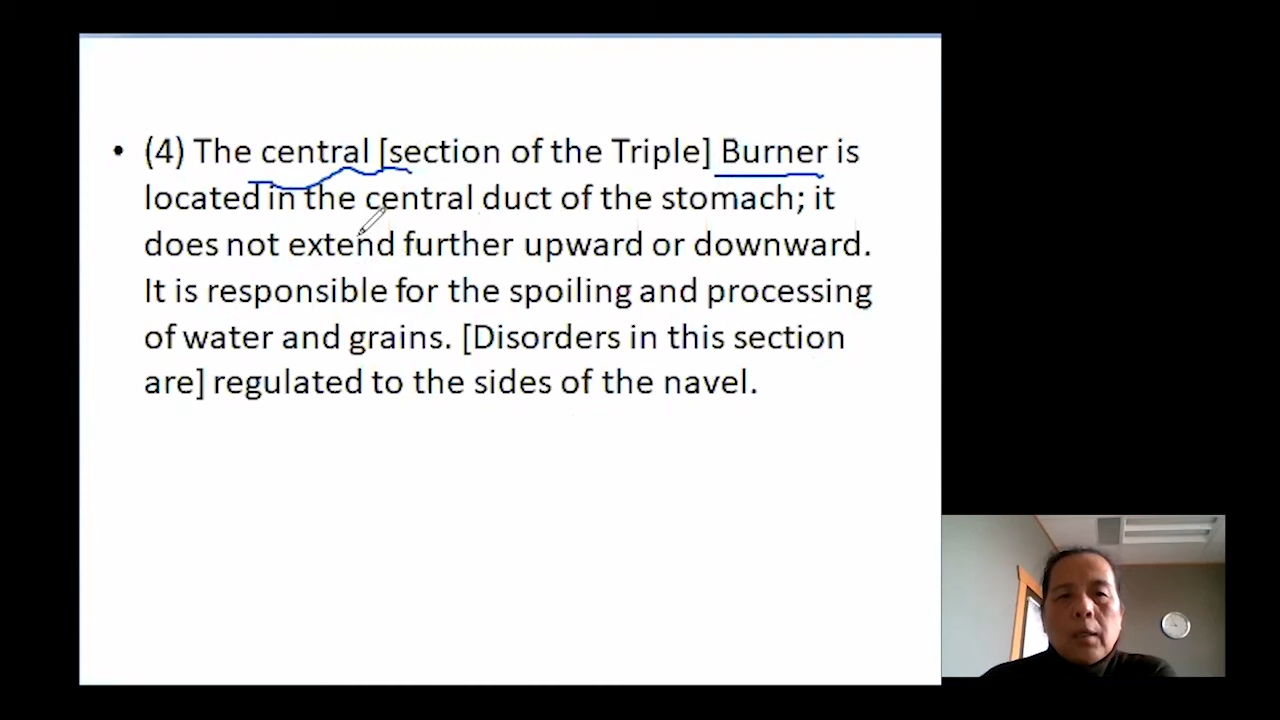 • (4) The central [section of the Triple] Burner is
located in the central duct of the stomach; it
does not extend further upward or downward.
It is responsible for the spoiling and processing
of water and grains. [Disorders in this section
are] regulated to the sides of the navel.